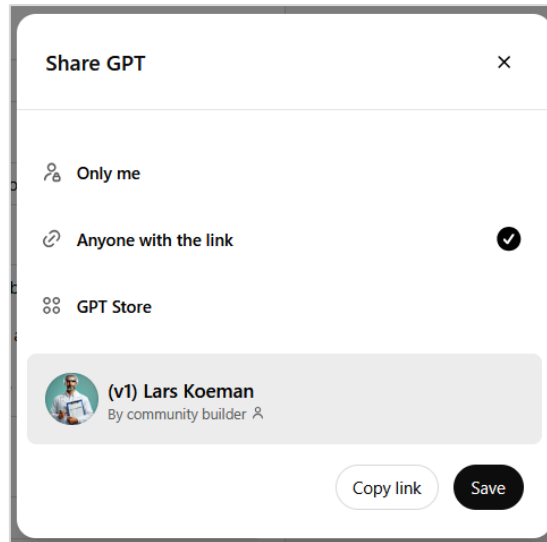 Share GPT
Only me
Anyone with the link
GPT Store
(v1) Lars Koeman
By community builder
Copy link
Save